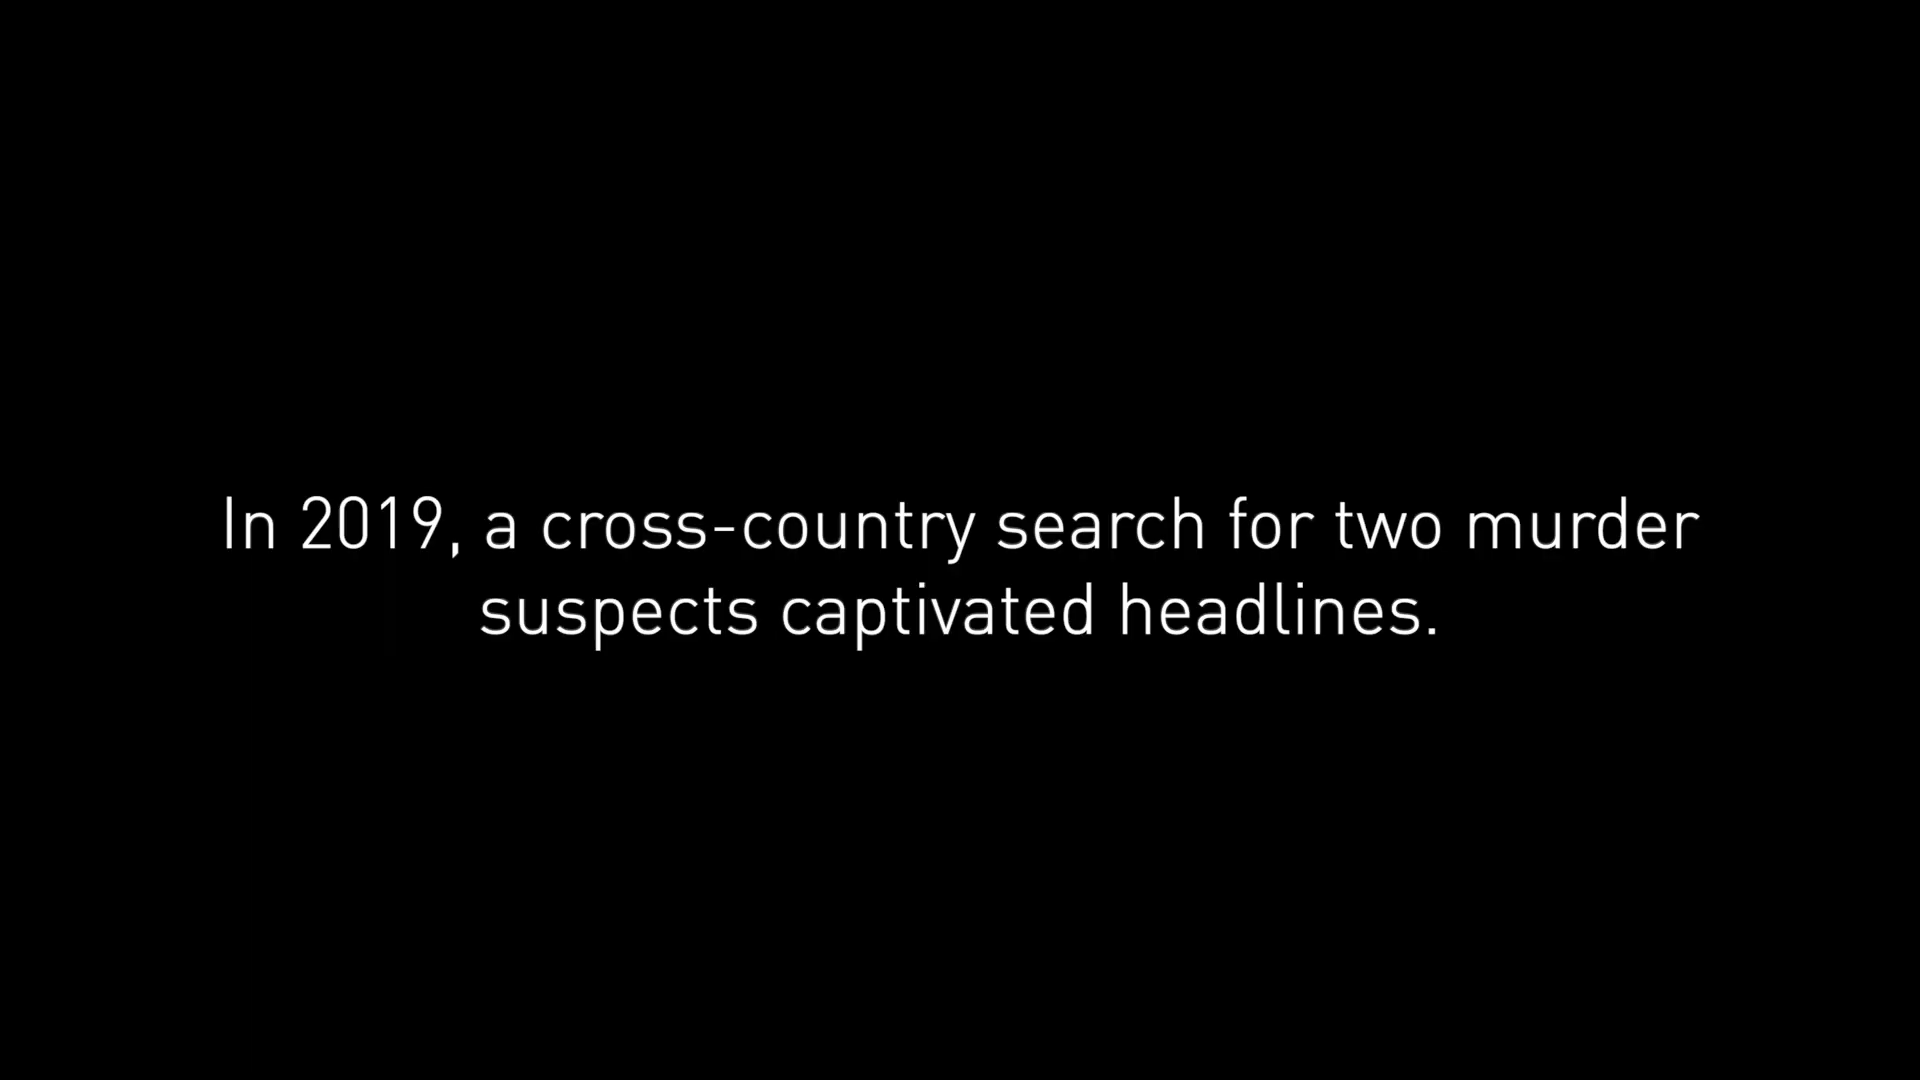 In 2019, a cross-country search for two murder
suspects captivated headlines.